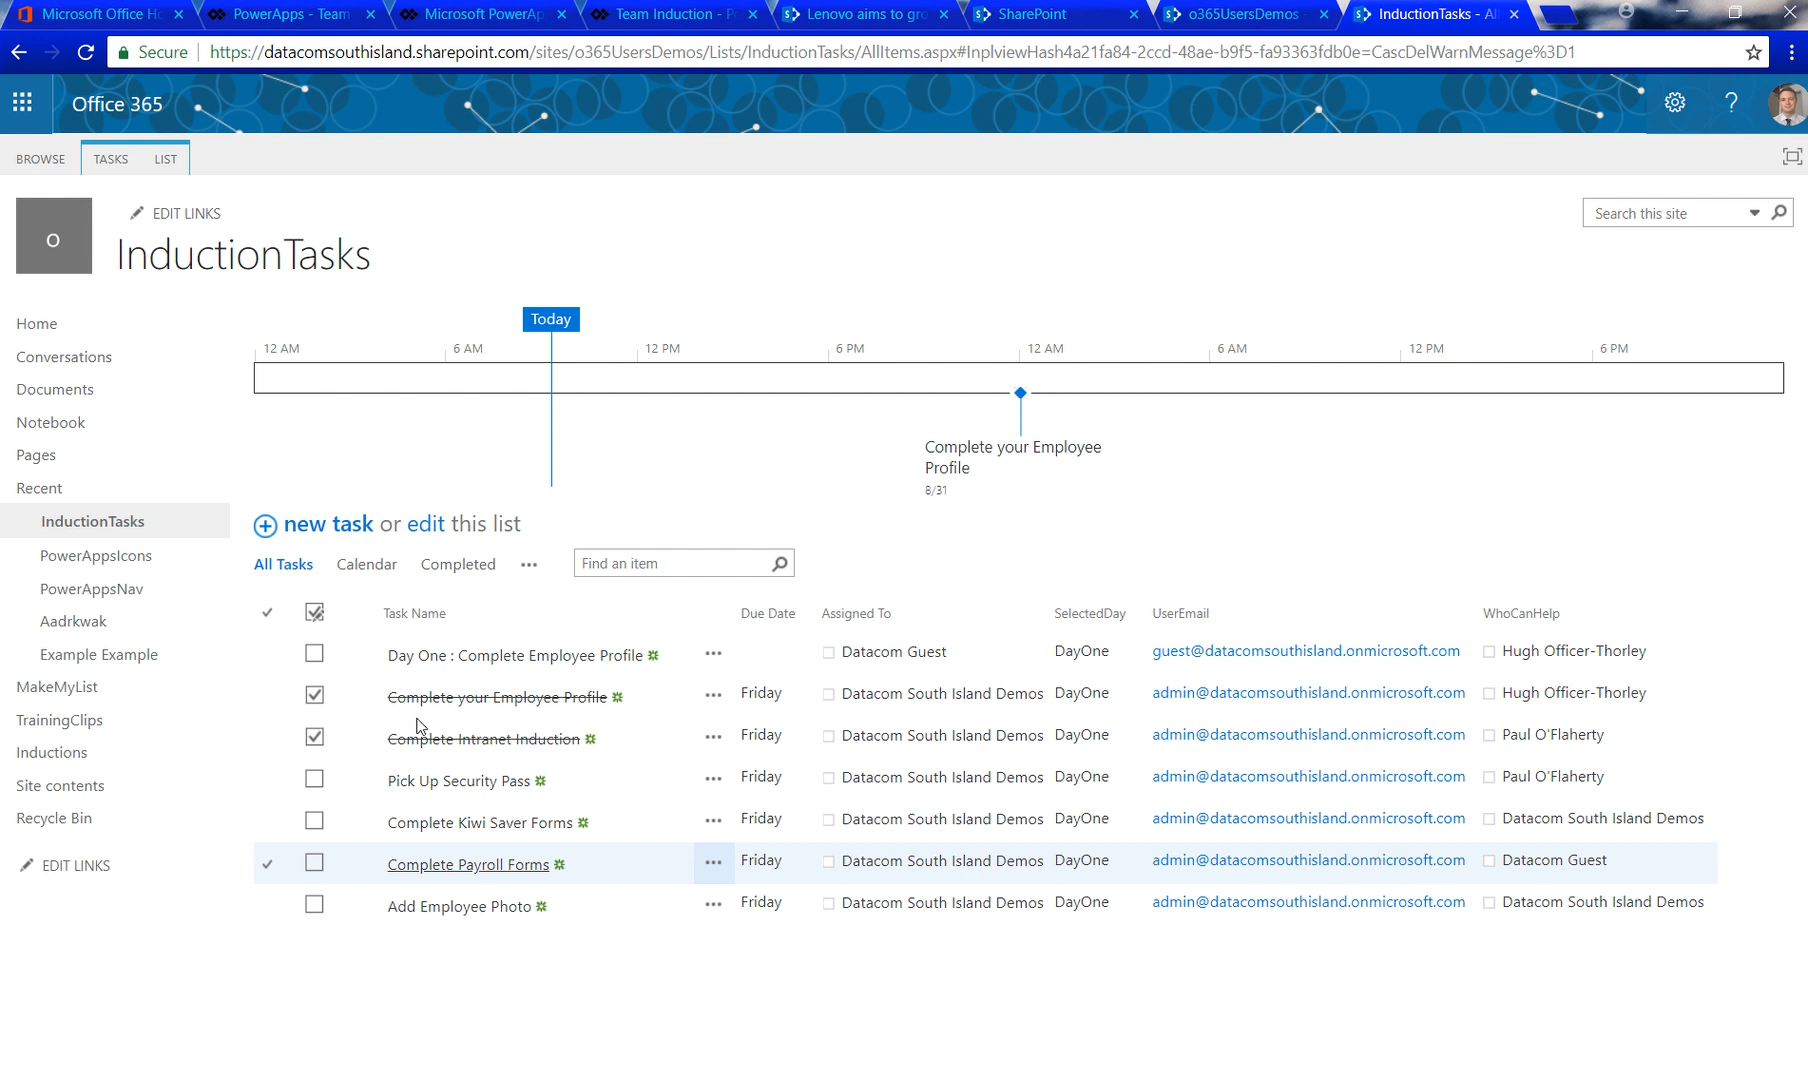 Microsoft Office Ho
PowerApps - Team
Microsoft PowerAp
Team Induction - P
Lenovo aims to gro
SharePoint
o365UsersDemos -
InductionTasks - Al
Secure https://datacomsouthisland.sharepoint.com/sites/o365UsersDemos/Lists/InductionTasks/AllItems.aspx#InplviewHash4a21fa84-2ccd-48ae-b9f5-fa93363fdb0e=CascDelWarnMessage%3D1
Office 365
?
BROWSE TASKS LIST
O
EDIT LINKS
Search this site
InductionTasks
Home
Conversations
Documents
Notebook
Pages
Recent
InductionTasks
PowerAppsIcons
PowerAppsNav
Aadrkwak
Example Example
MakeMyList
TrainingClips
Inductions
Site contents
Recycle Bin
EDIT LINKS
Today
12 AM 6 AM 12 PM 6 PM 12 AM 6 AM 12 PM 6 PM
Complete your Employee
Profile
8/31
new task or edit this list
All Tasks Calendar Completed ••• Find an item
Task Name Due Date Assigned To SelectedDay UserEmail WhoCanHelp
Day One : Complete Employee Profile ••• Datacom Guest DayOne guest@datacomsouthisland.onmicrosoft.com Hugh Officer-Thorley
Complete your Employee Profile ••• Friday Datacom South Island Demos DayOne admin@datacomsouthisland.onmicrosoft.com Hugh Officer-Thorley
Complete Intranet Induction ••• Friday Datacom South Island Demos DayOne admin@datacomsouthisland.onmicrosoft.com Paul O'Flaherty
Pick Up Security Pass ••• Friday Datacom South Island Demos DayOne admin@datacomsouthisland.onmicrosoft.com Paul O'Flaherty
Complete Kiwi Saver Forms ••• Friday Datacom South Island Demos DayOne admin@datacomsouthisland.onmicrosoft.com Datacom South Island Demos
Complete Payroll Forms ••• Friday Datacom South Island Demos DayOne admin@datacomsouthisland.onmicrosoft.com Datacom Guest
Add Employee Photo ••• Friday Datacom South Island Demos DayOne admin@datacomsouthisland.onmicrosoft.com Datacom South Island Demos